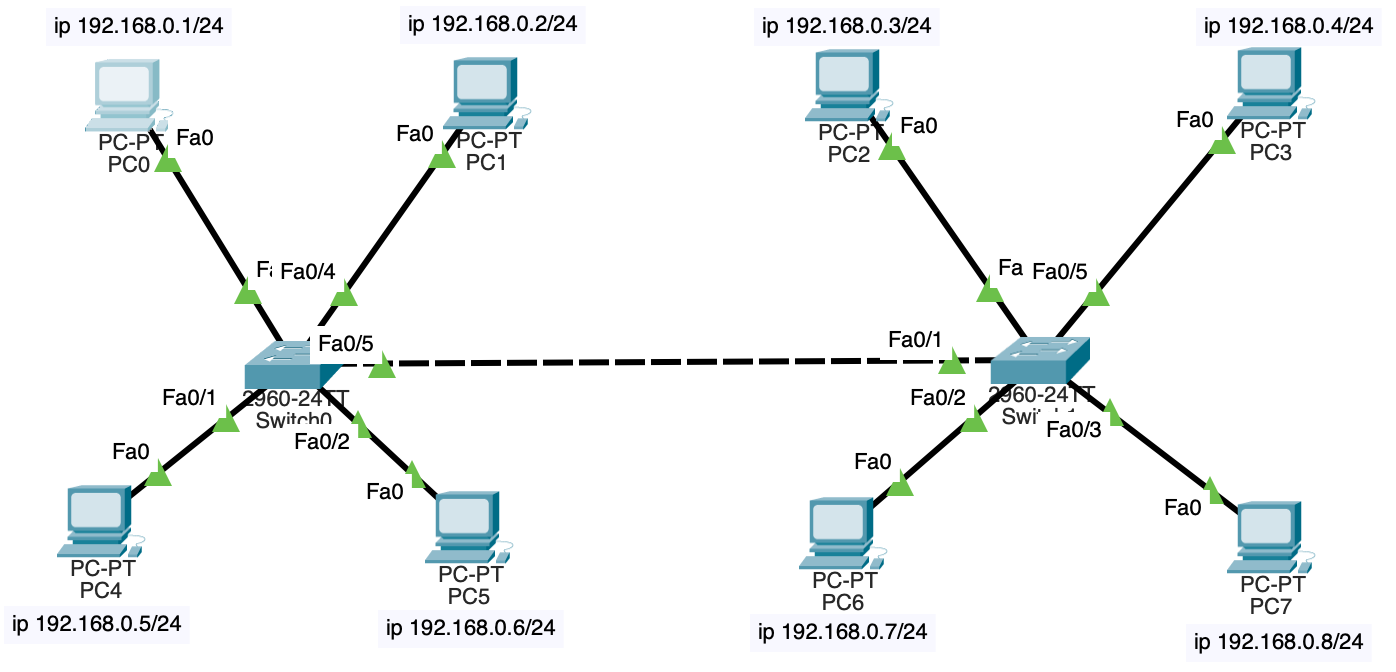 ip 192.168.0.1/24
ip 192.168.0.2/24
ip 192.168.0.3/24
ip 192.168.0.4/24
PC-PT
PC0
Fa0
Fa0
PC-PT
PC1
PC-PT
PC2
Fa0
Fa0
PC-PT
PC3
Fa0/4
Fa
Fa0/5
Fa0/5
Fa0/1
2960-24TT
Switch0
Fa0/1
Fa0/2
2960-24TT
Fa0/2
Fa0/3
Fa0
Fa0
Fa0
Fa0
PC-PT
PC4
PC-PT
PC5
PC-PT
PC6
PC-PT
PC7
ip 192.168.0.5/24
ip 192.168.0.6/24
ip 192.168.0.7/24
ip 192.168.0.8/24